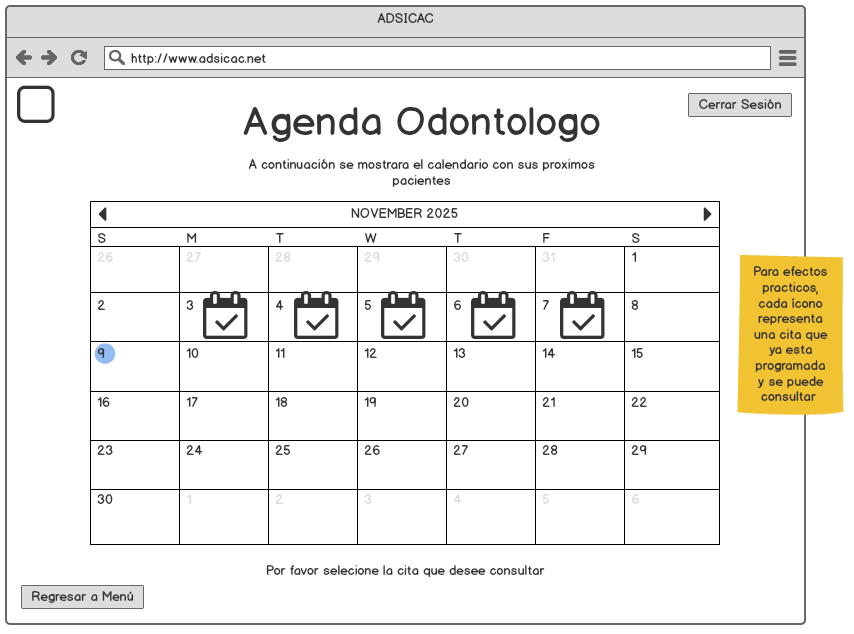 ADSICAC
http://www.adsicac.net
Cerrar Sesión
Agenda Odontologo
A continuación se mostrara el calendario con sus proximos
pacientes
NOVEMBER 2025
S M T W T F S
26 27 28 29 30 31 1
2 3 4 5 6 7 8
9 10 11 12 13 14 15
16 17 18 19 20 21 22
23 24 25 26 27 28 29
30 1 2 3 4 5 6
Para efectos
practicos,
cada ícono
representa
una cita que
ya esta
programada
y se puede
consultar
Por favor selecione la cita que desee consultar
Regresar a Menú